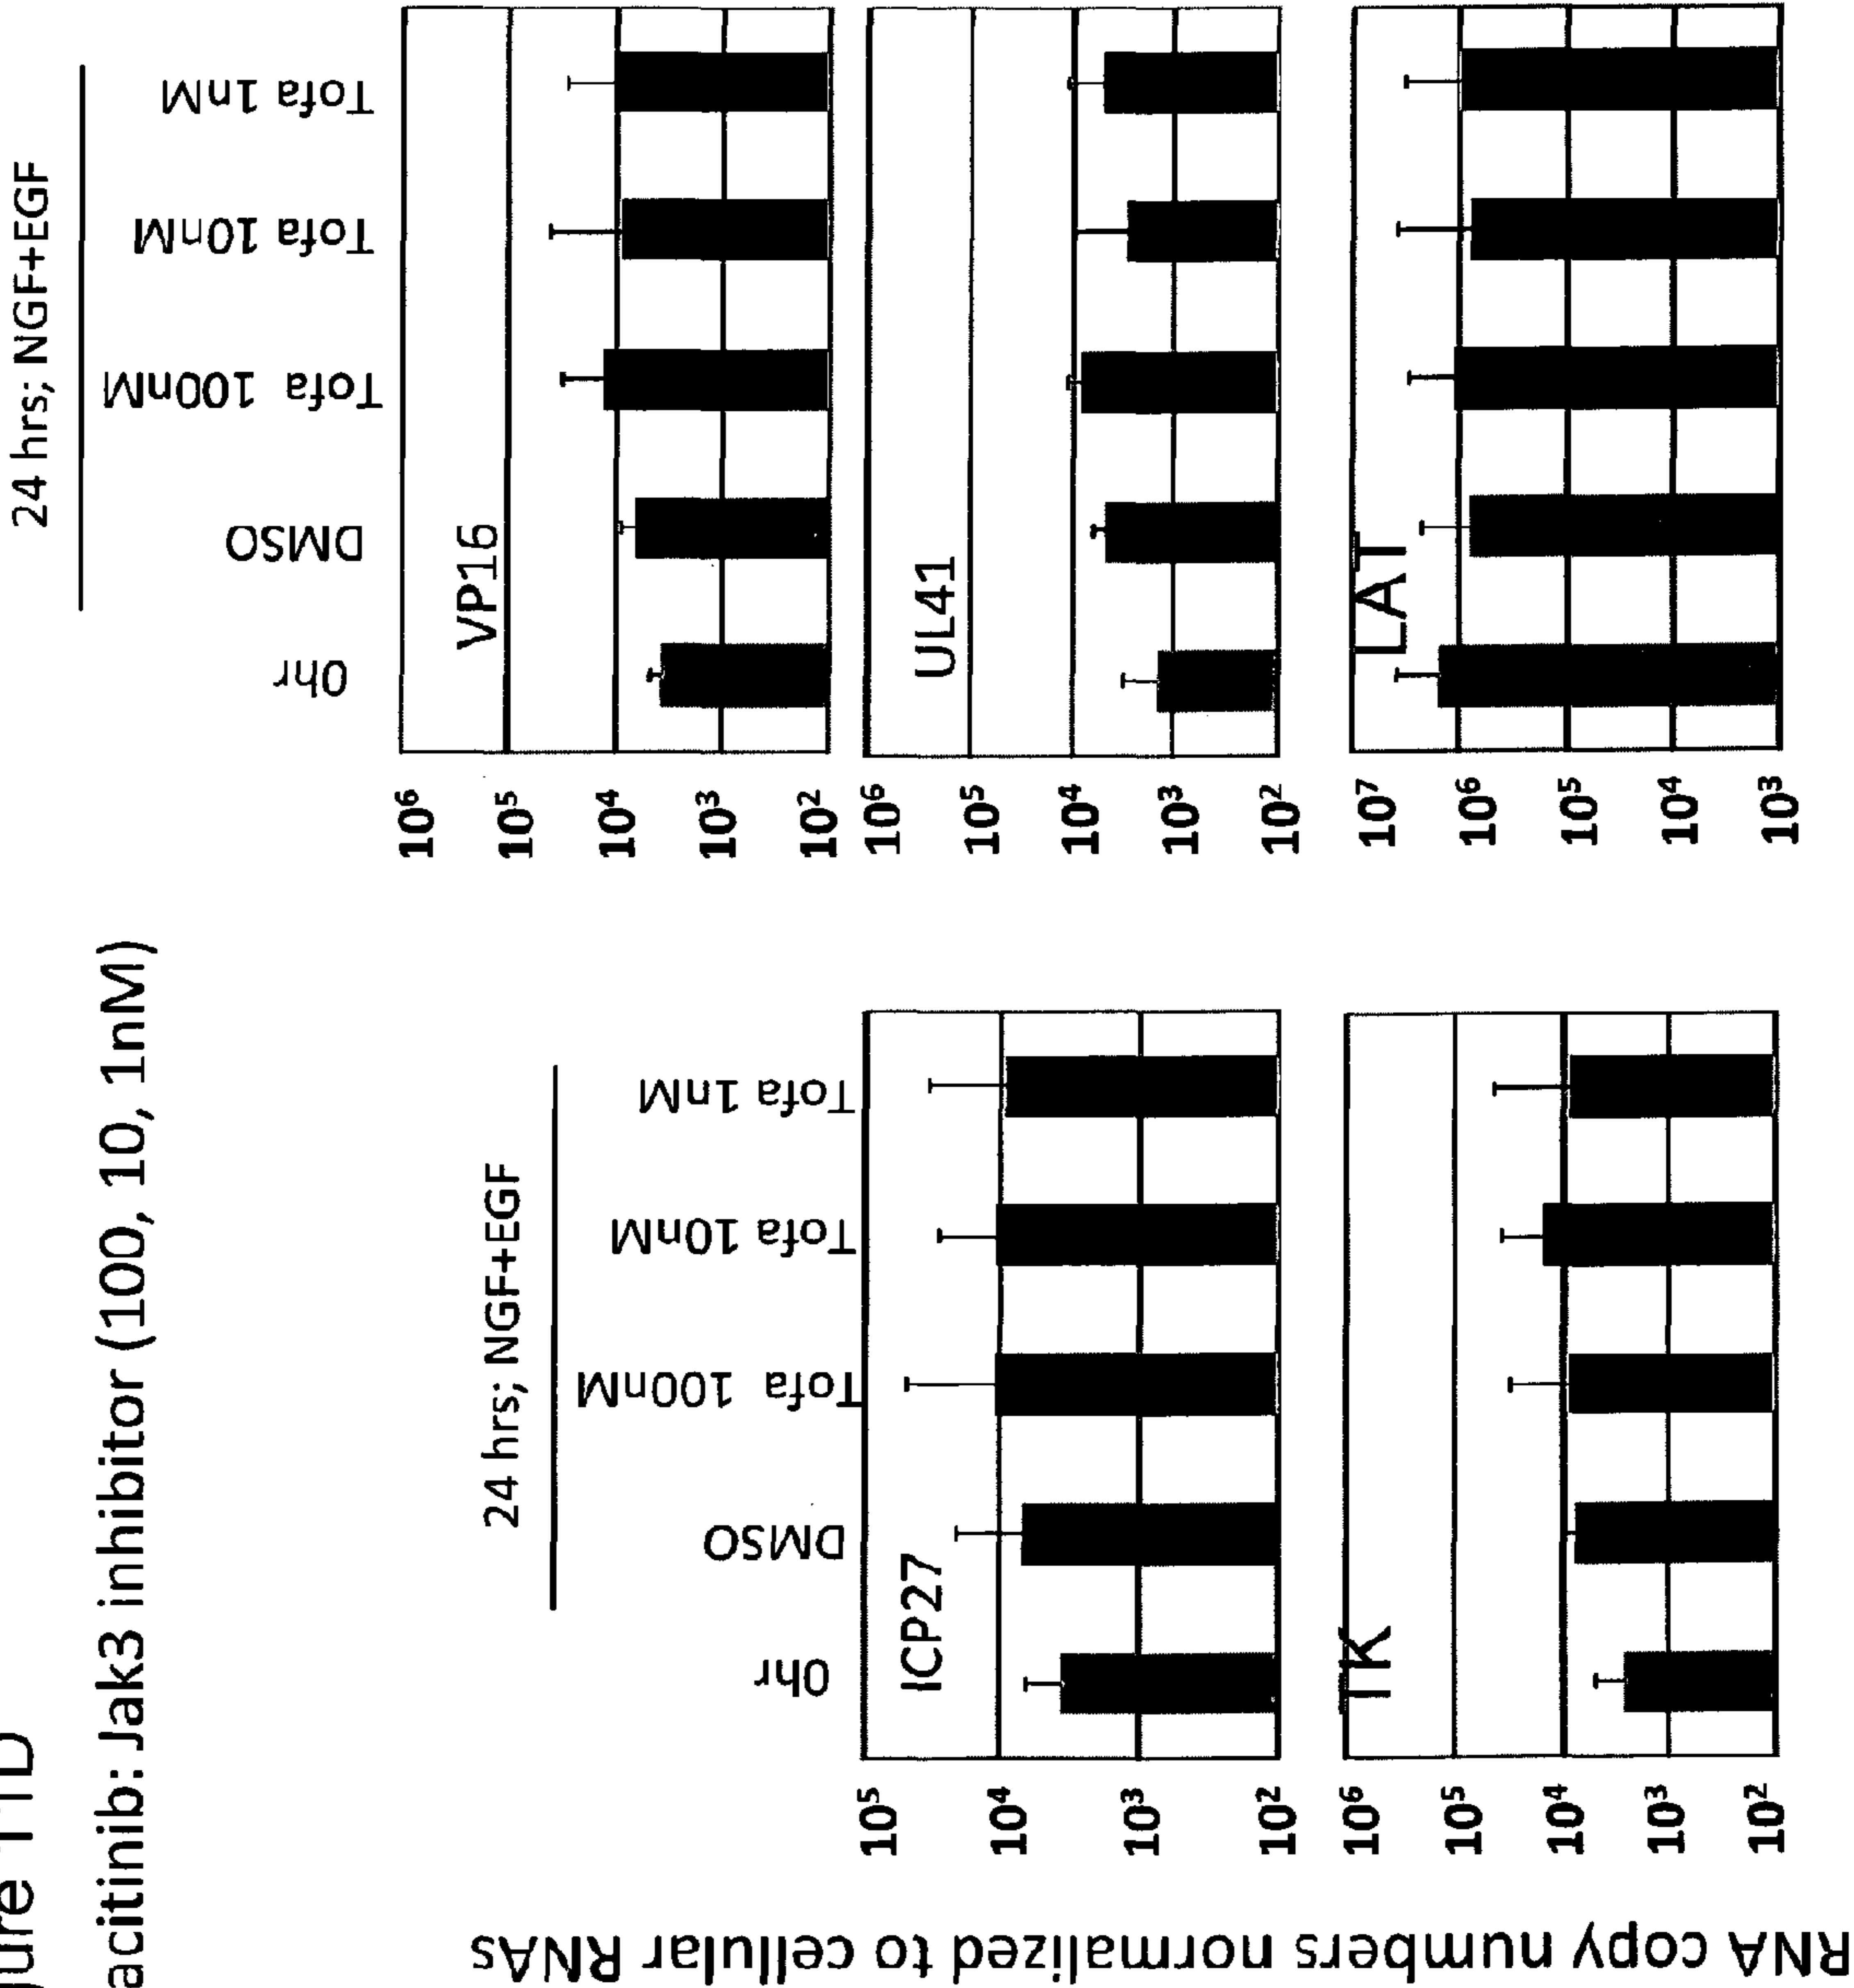 ure 11D
acitinib: Jak3 inhibitor (100, 10, 1nM)
24 hrs; NGF+EGF
0hr
DMSO
Tofa 100nM
Tofa 10nM
Tofa 1nM
ICP27
10⁵
10⁴
10³
10²
TK
10⁶
10⁵
10⁴
10³
10²
24 hrs; NGF+EGF
0hr
DMSO
Tofa 100nM
Tofa 10nM
Tofa 1nM
VP16
10⁶
10⁵
10⁴
10³
10²
UL41
10⁶
10⁵
10⁴
10³
10²
LAT
10⁷
10⁶
10⁵
10⁴
10³
RNA copy numbers normalized to cellular RNAs